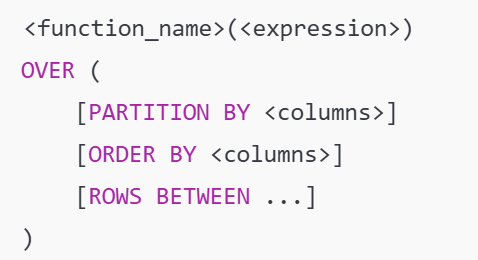 <function_name>(<expression>)
OVER (
    [PARTITION BY <columns>]
    [ORDER BY <columns>]
    [ROWS BETWEEN ...]
)